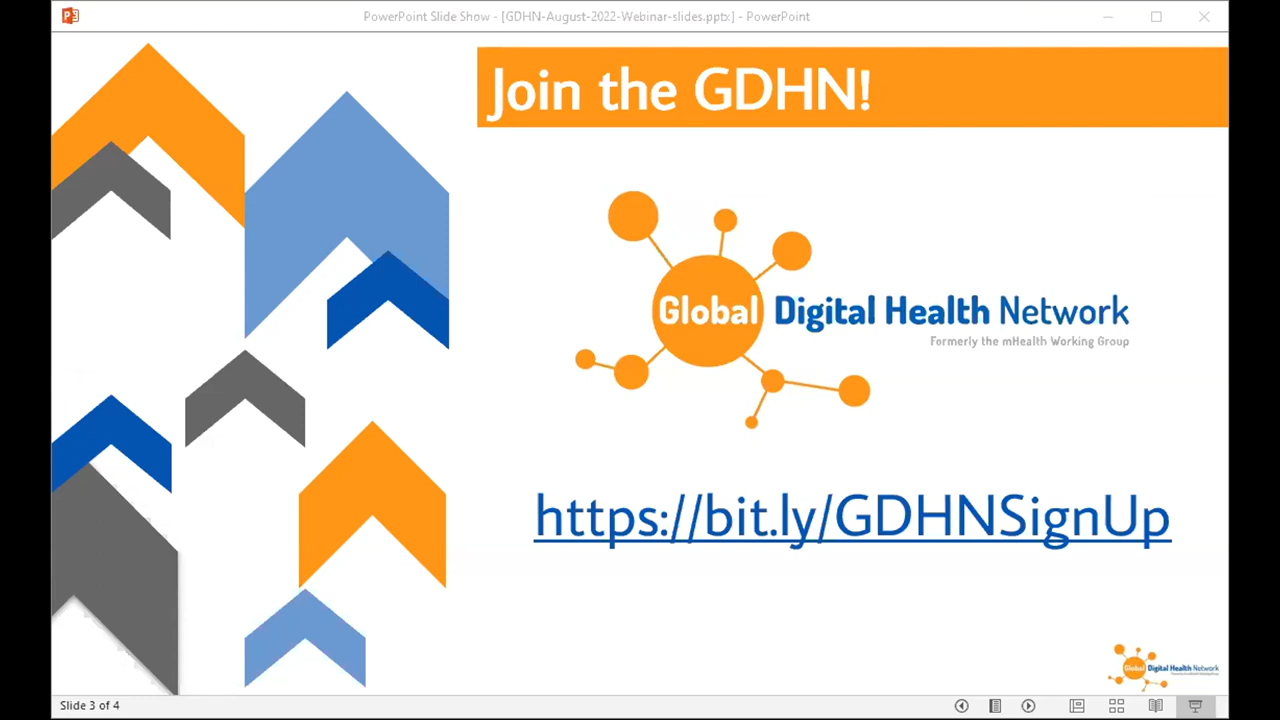 PowerPoint Slide Show - [GDHN-August-2022-Webinar-slides.pptx] - PowerPoint
Join the GDHN!
Global Digital Health Network
Formerly the mHealth Working Group
https://bit.ly/GDHNSignUp
Global Digital Health Network
Slide 3 of 4